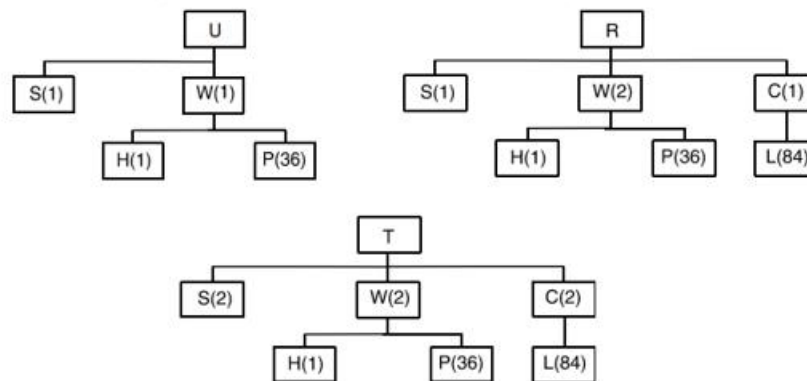 U
S(1)
W(1)
H(1)
P(36)
R
S(1)
W(2)
C(1)
H(1)
P(36)
L(84)
T
S(2)
W(2)
C(2)
H(1)
P(36)
L(84)